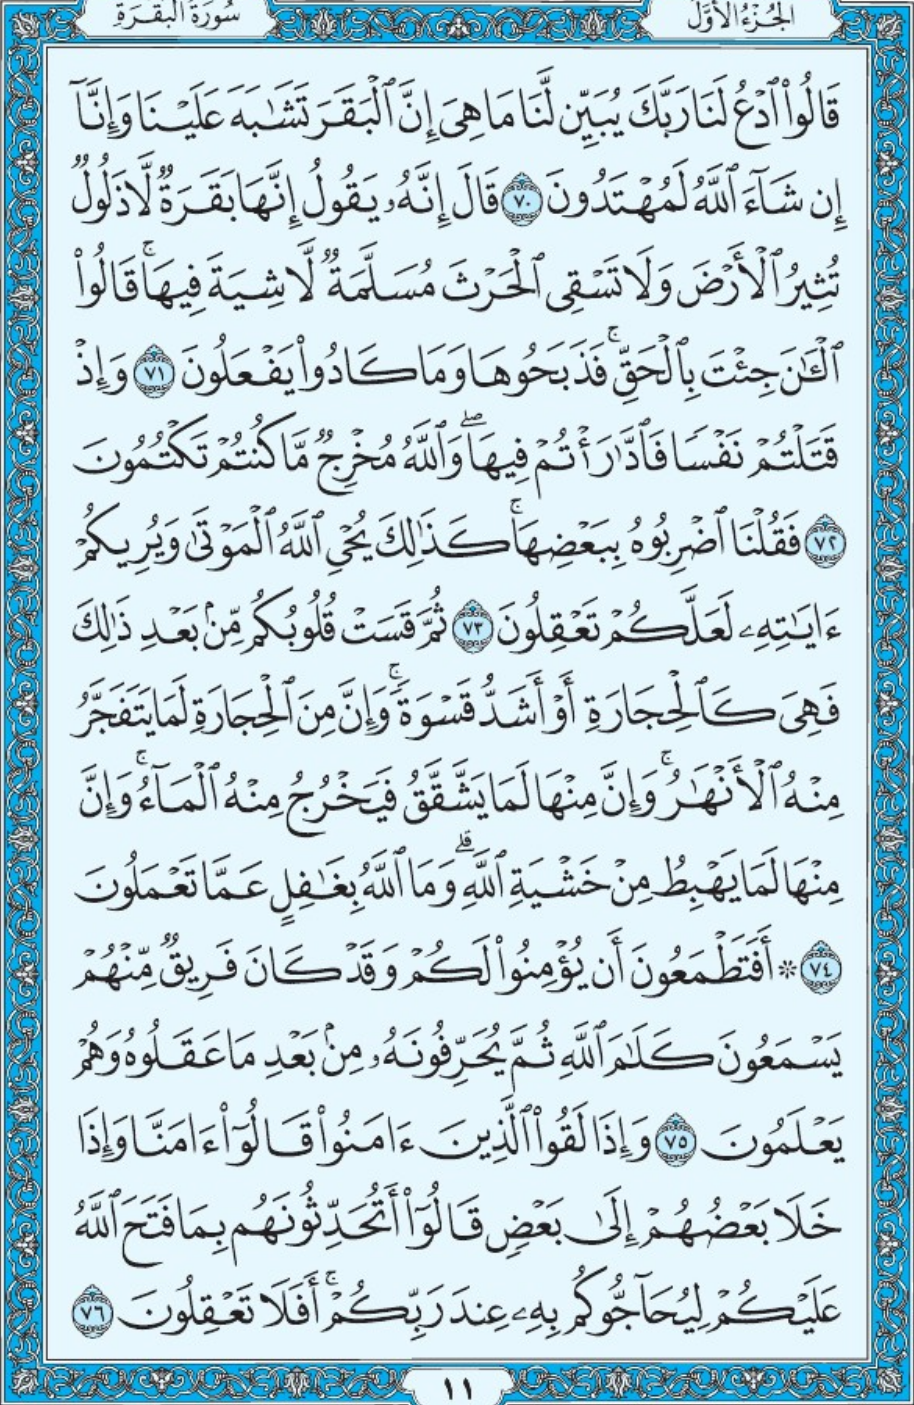 الجُزْءُ الأَوَّلُ
سُورَةُ البَقَرَةِ
قَالُوا۟ ٱدْعُ لَنَا رَبَّكَ يُبَيِّن لَّنَا مَا هِىَ إِنَّ ٱلْبَقَرَ تَشَٰبَهَ عَلَيْنَا وَإِنَّآ
إِن شَآءَ ٱللَّهُ لَمُهْتَدُونَ ٧٠ قَالَ إِنَّهُۥ يَقُولُ إِنَّهَا بَقَرَةٌ لَّا ذَلُولٌ
تُثِيرُ ٱلْأَرْضَ وَلَا تَسْقِى ٱلْحَرْثَ مُسَلَّمَةٌ لَّا شِيَةَ فِيهَا ۚ قَالُوا۟
ٱلْـَٰٔنَ جِئْتَ بِٱلْحَقِّ ۚ فَذَبَحُوهَا وَمَا كَادُوا۟ يَفْعَلُونَ ٧١ وَإِذْ
قَتَلْتُمْ نَفْسًا فَٱدَّٰرَْٰٔتُمْ فِيهَا ۖ وَٱللَّهُ مُخْرِجٌ مَّا كُنتُمْ تَكْتُمُونَ
٧٢ فَقُلْنَا ٱضْرِبُوهُ بِبَعْضِهَا ۚ كَذَٰلِكَ يُحْىِ ٱللَّهُ ٱلْمَوْتَىٰ وَيُرِيكُمْ
ءَايَٰتِهِۦ لَعَلَّكُمْ تَعْقِلُونَ ٧٣ ثُمَّ قَسَتْ قُلُوبُكُم مِّنۢ بَعْدِ ذَٰلِكَ
فَهِىَ كَٱلْحِجَارَةِ أَوْ أَشَدُّ قَسْوَةً ۚ وَإِنَّ مِنَ ٱلْحِجَارَةِ لَمَا يَتَفَجَّرُ
مِنْهُ ٱلْأَنْهَٰرُ ۚ وَإِنَّ مِنْهَا لَمَا يَشَّقَّقُ فَيَخْرُجُ مِنْهُ ٱلْمَآءُ ۚ وَإِنَّ
مِنْهَا لَمَا يَهْبِطُ مِنْ خَشْيَةِ ٱللَّهِ ۗ وَمَا ٱللَّهُ بِغَٰفِلٍ عَمَّا تَعْمَلُونَ
٧٤ * أَفَتَطْمَعُونَ أَن يُؤْمِنُوا۟ لَكُمْ وَقَدْ كَانَ فَرِيقٌ مِّنْهُمْ
يَسْمَعُونَ كَلَٰمَ ٱللَّهِ ثُمَّ يُحَرِّفُونَهُۥ مِنۢ بَعْدِ مَا عَقَلُوهُ وَهُمْ
يَعْلَمُونَ ٧٥ وَإِذَا لَقُوا۟ ٱلَّذِينَ ءَامَنُوا۟ قَالُوٓا۟ ءَامَنَّا وَإِذَا
خَلَا بَعْضُهُمْ إِلَىٰ بَعْضٍ قَالُوٓا۟ أَتُحَدِّثُونَهُم بِمَا فَتَحَ ٱللَّهُ
عَلَيْكُمْ لِيُحَآجُّوكُم بِهِۦ عِندَ رَبِّكُمْ ۚ أَفَلَا تَعْقِلُونَ ٧٦
١١